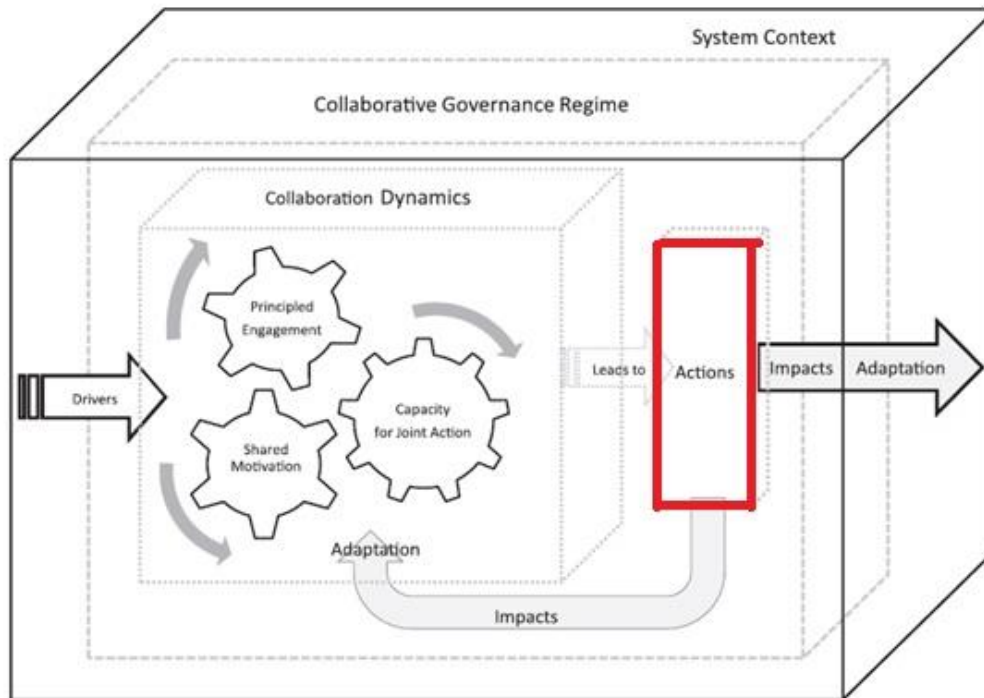 System Context
Collaborative Governance Regime
Collaboration Dynamics
Principled
Engagement
Drivers
Shared
Motivation
Capacity
for Joint Action
Leads to
Actions
Impacts
Adaptation
Adaptation
Impacts